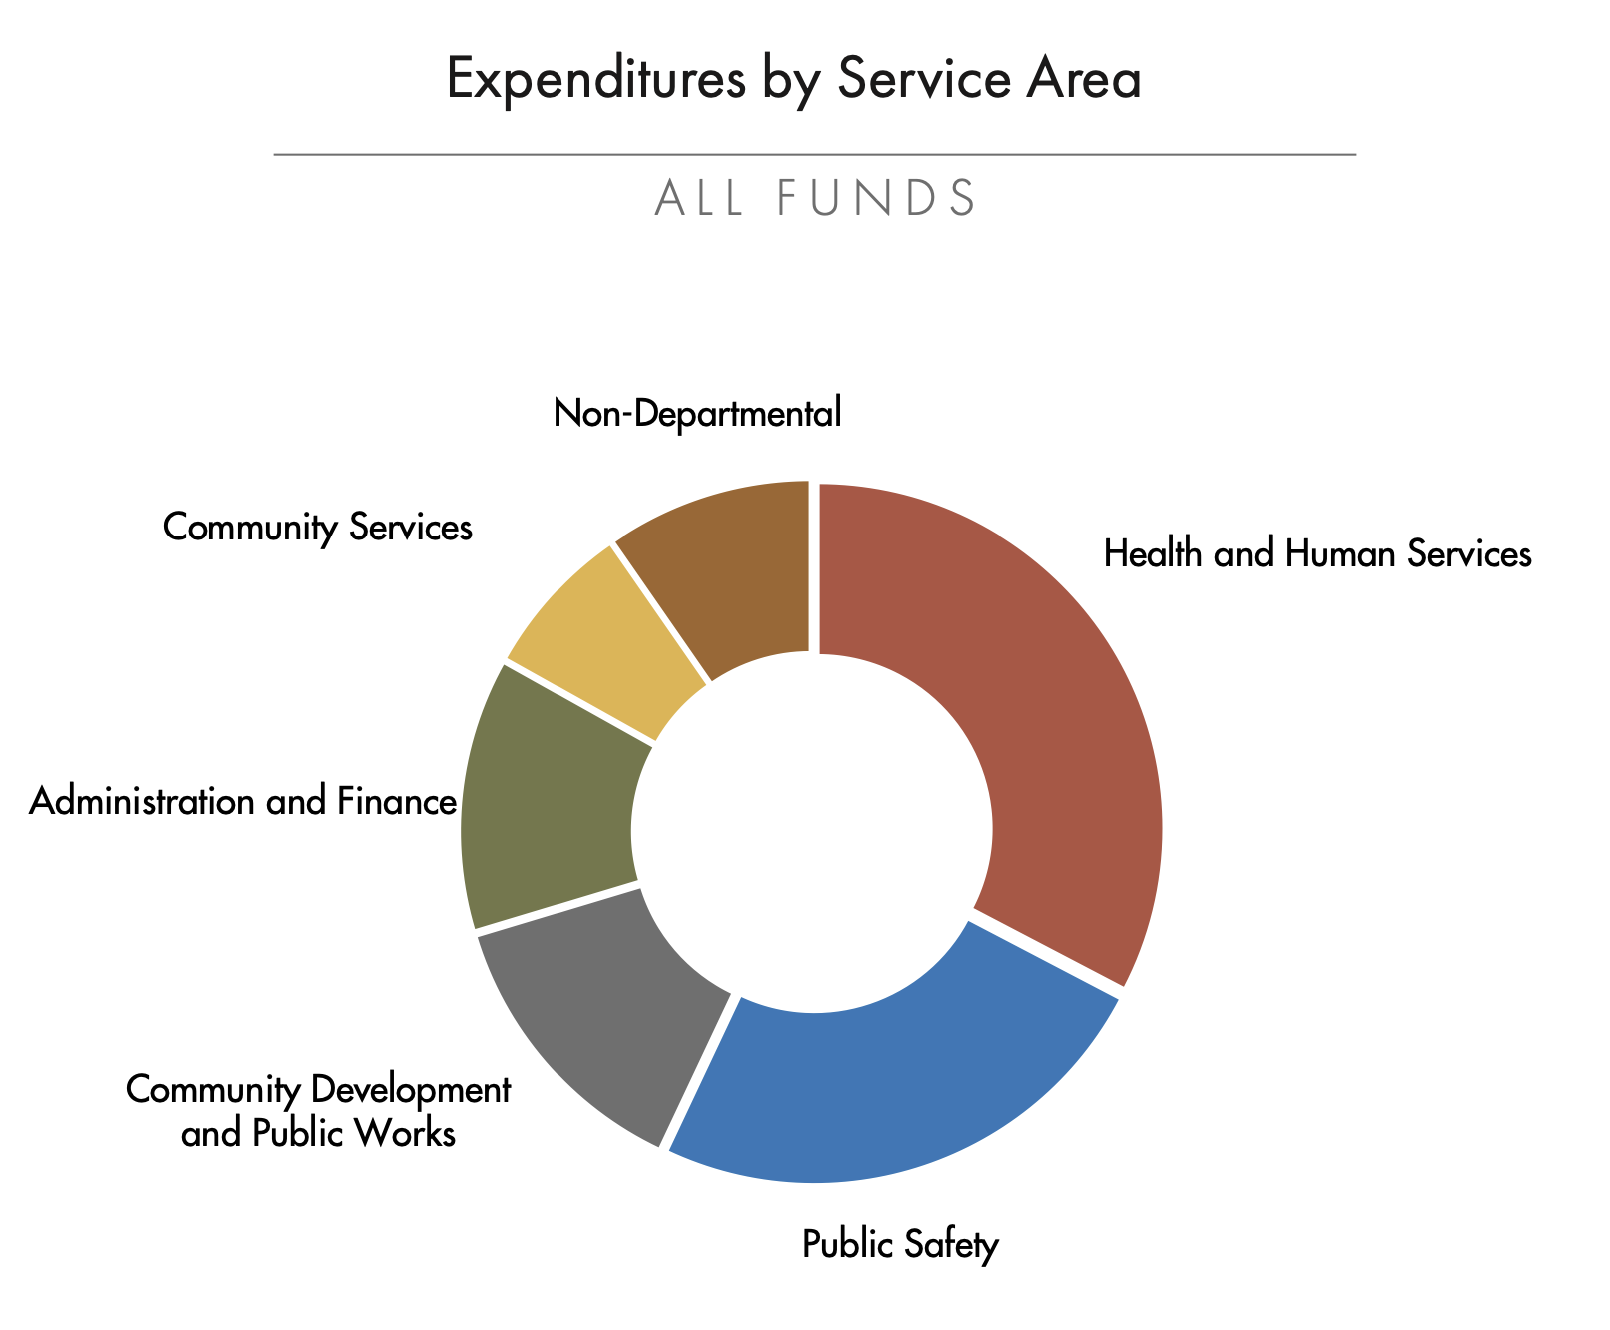 Expenditures by Service Area
ALL FUNDS
Non-Departmental
Community Services
Health and Human Services
Administration and Finance
Community Development
and Public Works
Public Safety